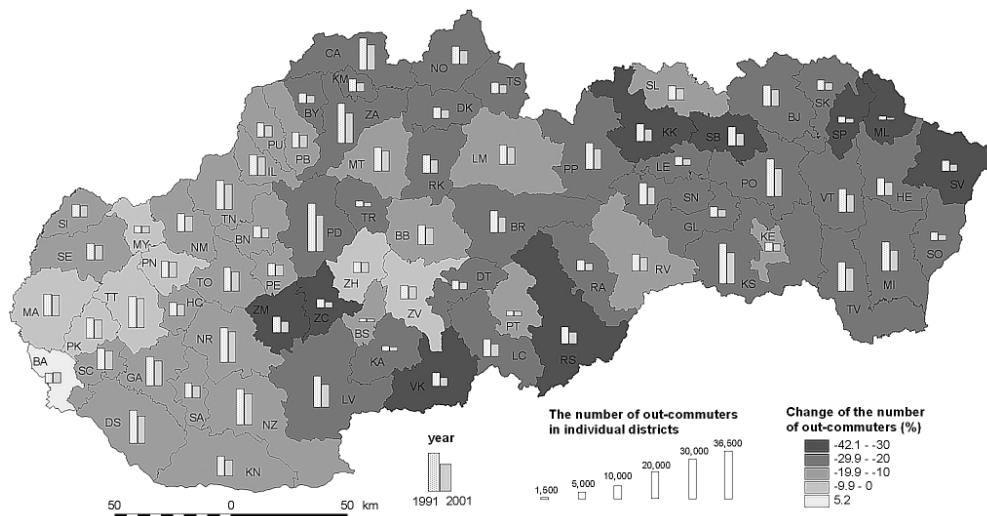 CA
NO
KM
TS
BY
ZA
DK
PU
PB
IL
MT
RK
LM
PP
SL
KK
SB
BJ
SK
SP
ML
LE
SV
SI
TN
PD
TR
BB
BR
SN
PO
VT
HE
SE
MY
NM
BN
GL
KE
SO
PN
TO
PE
ZH
DT
RA
RV
KS
MI
MA
TT
HC
ZM
ZC
ZV
TV
PK
NR
BS
PT
BA
SC
GA
KA
LC
RS
SA
LV
VK
DS
NZ
KN
year
1991 2001
The number of out-commuters
in individual districts
1,500
5,000
10,000
20,000
30,000
36,500
Change of the number
of out-commuters (%)
-42.1 - -30
-29.9 - -20
-19.9 - -10
-9.9 - 0
5.2
50 0 50 km